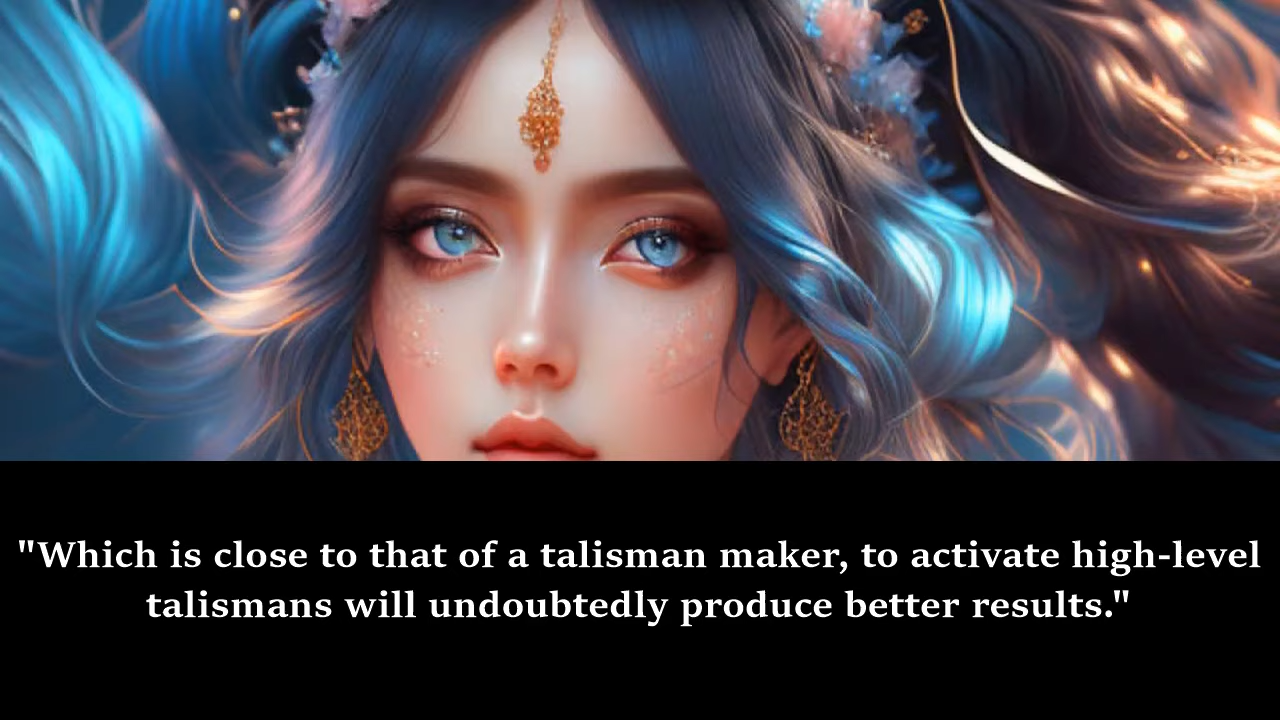 "Which is close to that of a talisman maker, to activate high-level
talismans will undoubtedly produce better results."